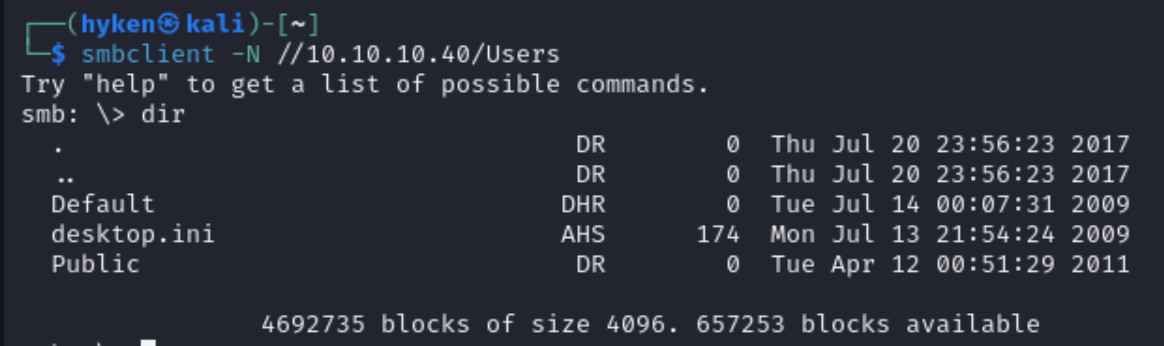 ┌──(hyken㉿kali)-[~]
└─$ smbclient -N //10.10.10.40/Users
Try "help" to get a list of possible commands.
smb: \> dir
  .                                  DR        0  Thu Jul 20 23:56:23 2017
  ..                                 DR        0  Thu Jul 20 23:56:23 2017
  Default                           DHR        0  Tue Jul 14 00:07:31 2009
  desktop.ini                       AHS      174  Mon Jul 13 21:54:24 2009
  Public                             DR        0  Tue Apr 12 00:51:29 2011
                4692735 blocks of size 4096. 657253 blocks available